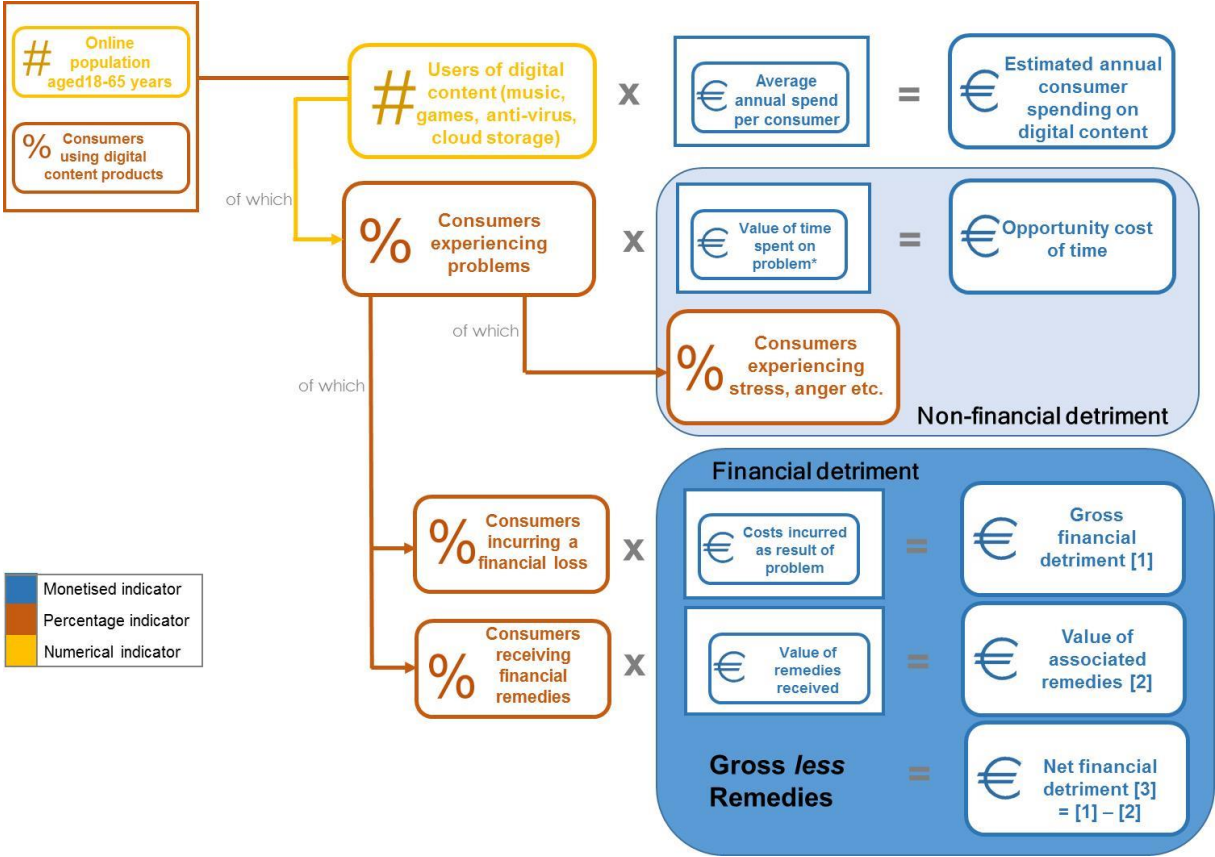 # Online
population
aged18-65 years
% Consumers
using digital
content products
# Users of digital
content (music,
games, anti-virus,
cloud storage)
x
€ Average
annual spend
per consumer
=
€ Estimated annual
consumer
spending on
digital content
of which
% Consumers
experiencing
problems
x
€ Value of time
spent on
problem*
=
€ Opportunity cost
of time
of which
% Consumers
experiencing
stress, anger etc.
Non-financial detriment
of which
Financial detriment
% Consumers
incurring a
financial loss
x
€ Costs incurred
as result of
problem
=
€ Gross
financial
detriment [1]
% Consumers
receiving
financial
remedies
x
€ Value of
remedies
received
=
€ Value of
associated
remedies [2]
Gross less
Remedies
=
€ Net financial
detriment [3]
= [1] – [2]
Monetised indicator
Percentage indicator
Numerical indicator